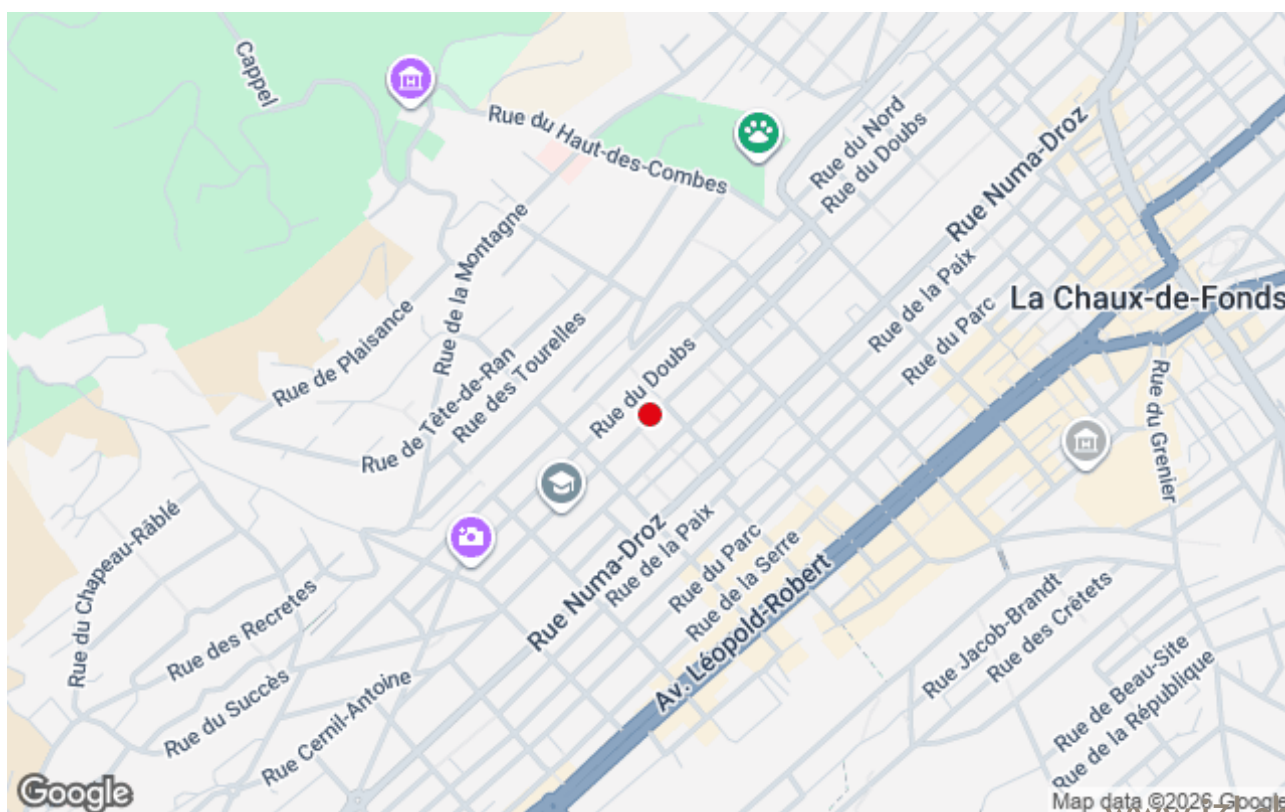 Cappel
Rue du Haut-des-Combes
Rue du Nord
Rue du Doubs
Rue Numa-Droz
Rue de la Montagne
Rue de la Paix
Rue du Parc
La Chaux-de-Fonds
Rue de Plaisance
Rue des Tourelles
Rue de Tête-de-Ran
Rue du Doubs
Rue du Grenier
Rue du Chapeau-Râblé
Rue Numa-Droz
Rue de la Paix
Rue du Parc
Rue de la Serre
Av. Léopold-Robert
Rue des Recretes
Rue du Succès
Rue Cernil-Antoine
Rue Jacob-Brandt
Rue des Crêtets
Rue de Beau-Site
Rue de la République
Google
Map data ©2026 Google